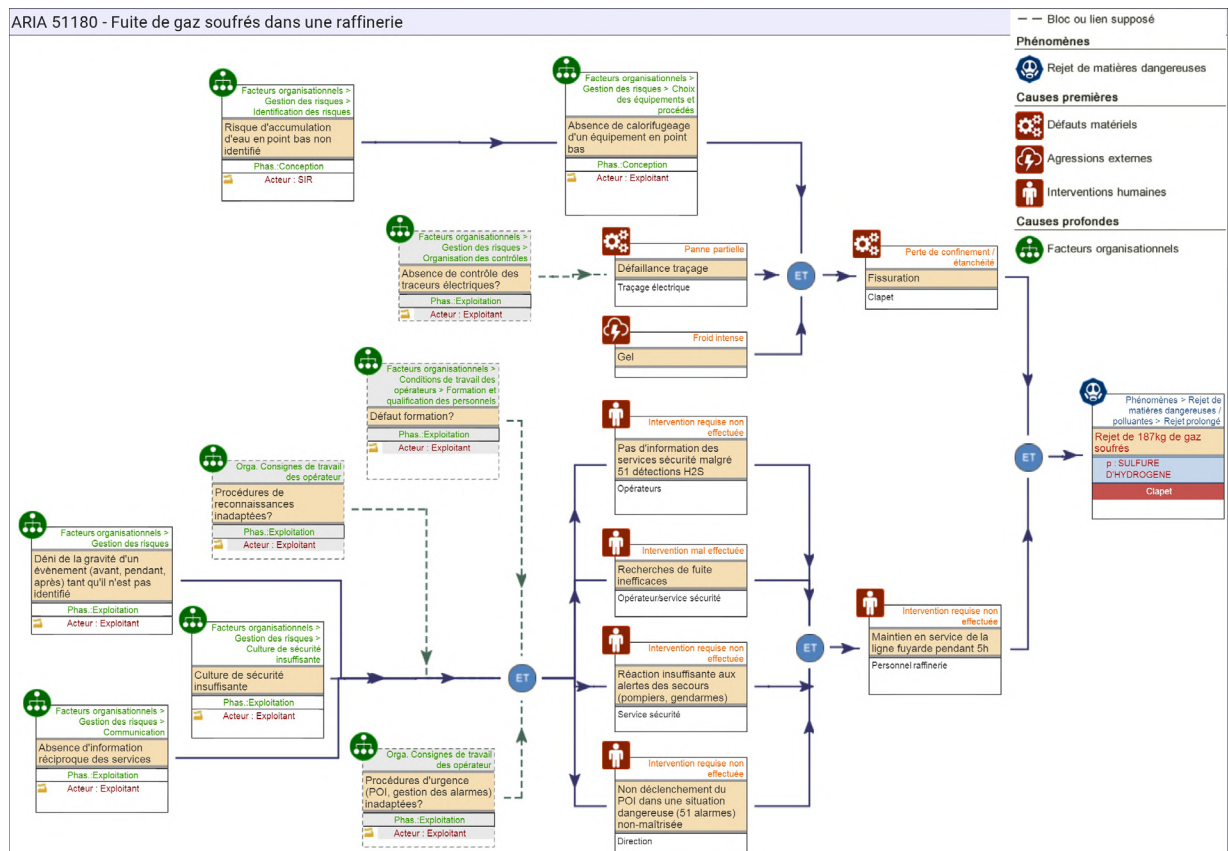 ARIA 51180 - Fuite de gaz soufrés dans une raffinerie
Bloc ou lien supposé
Phénomènes
Rejet de matières dangereuses
Causes premières
Défauts matériels
Agressions externes
Interventions humaines
Causes profondes
Facteurs organisationnels
Facteurs organisationnels >
Gestion des risques >
Identification des risques
Risque d'accumulation
d'eau en point bas non
identifié
Phas.:Conception
Acteur : SIR
Facteurs organisationnels >
Gestion des risques > Choix
des équipements et
procédés
Absence de calorifugeage
d'un équipement en point
bas
Phas.:Conception
Acteur : Exploitant
Facteurs organisationnels >
Gestion des risques >
Organisation des contrôles
Absence de contrôle des
traceurs électriques?
Phas.:Exploitation
Acteur : Exploitant
Panne partielle
Défaillance traçage
Traçage électrique
ET
Perte de confinement /
étanchéité
Fissuration
Clapet
Froid intense
Gel
Facteurs organisationnels >
Conditions de travail des
opérateurs > Formation et
qualification des personnels
Défaut formation?
Phas.:Exploitation
Acteur : Exploitant
Intervention requise non
effectuée
Pas d'information des
services sécurité malgré
51 détections H2S
Opérateurs
Phénomènes > Rejet de
matières dangereuses /
polluantes > Rejet prolongé
Rejet de 187kg de gaz
soufrés
p : SULFURE
D'HYDROGENE
Clapet
ET
Orga. Consignes de travail
des opérateur
Procédures de
reconnaissances
inadaptées?
Phas.:Exploitation
Acteur : Exploitant
Facteurs organisationnels >
Gestion des risques
Déni de la gravité d'un
évènement (avant, pendant,
après) tant qu'il n'est pas
identifié
Phas.:Exploitation
Acteur : Exploitant
Intervention mal effectuée
Recherches de fuite
inefficaces
Opérateur/service sécurité
Facteurs organisationnels >
Gestion des risques >
Culture de sécurité
insuffisante
Culture de sécurité
insuffisante
Phas.:Exploitation
Acteur : Exploitant
ET
Intervention requise non
effectuée
Réaction insuffisante aux
alertes des secours
(pompiers, gendarmes)
Service sécurité
ET
Intervention requise non
effectuée
Maintien en service de la
ligne fuyarde pendant 5h
Personnel raffinerie
Facteurs organisationnels >
Gestion des risques >
Communication
Absence d'information
réciproque des services
Phas.:Exploitation
Acteur : Exploitant
Orga. Consignes de travail
des opérateur
Procédures d'urgence
(POI, gestion des alarmes)
inadaptées?
Phas.:Exploitation
Acteur : Exploitant
Intervention requise non
effectuée
Non déclenchement du
POI dans une situation
dangereuse (51 alarmes)
non-maîtrisée
Direction